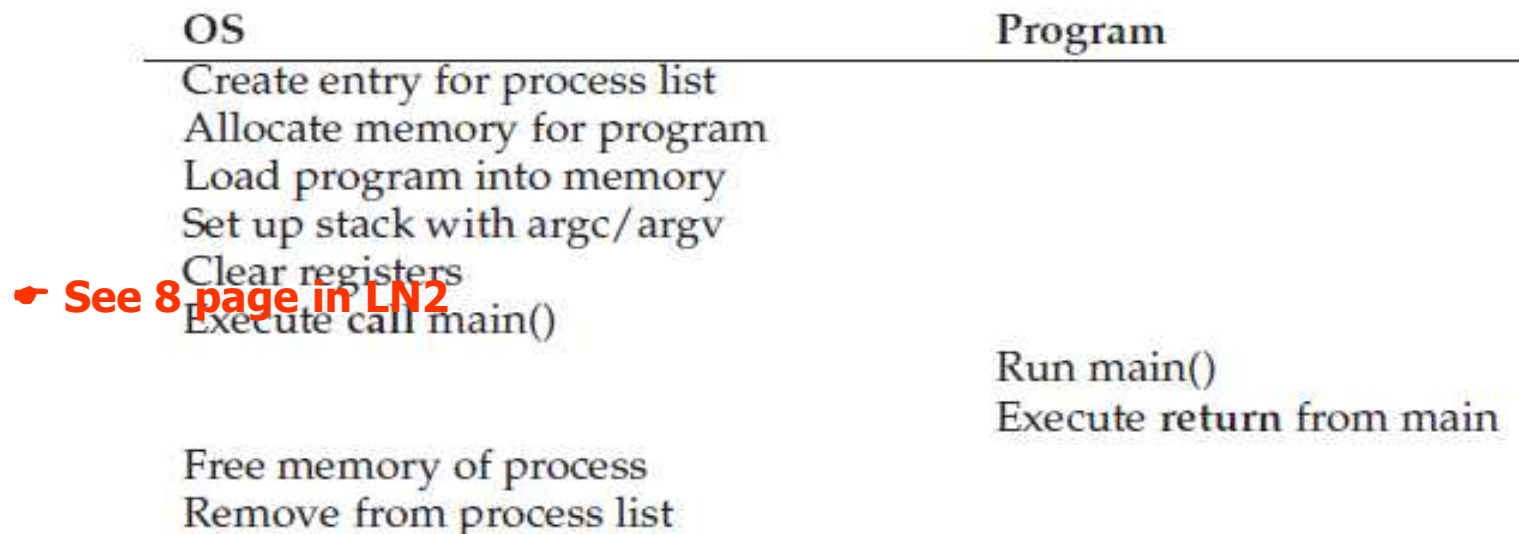 OS Program
Create entry for process list
Allocate memory for program
Load program into memory
Set up stack with argc/argv
Clear registers
☛ See 8 page in LN2
Execute call main()
Run main()
Execute return from main
Free memory of process
Remove from process list